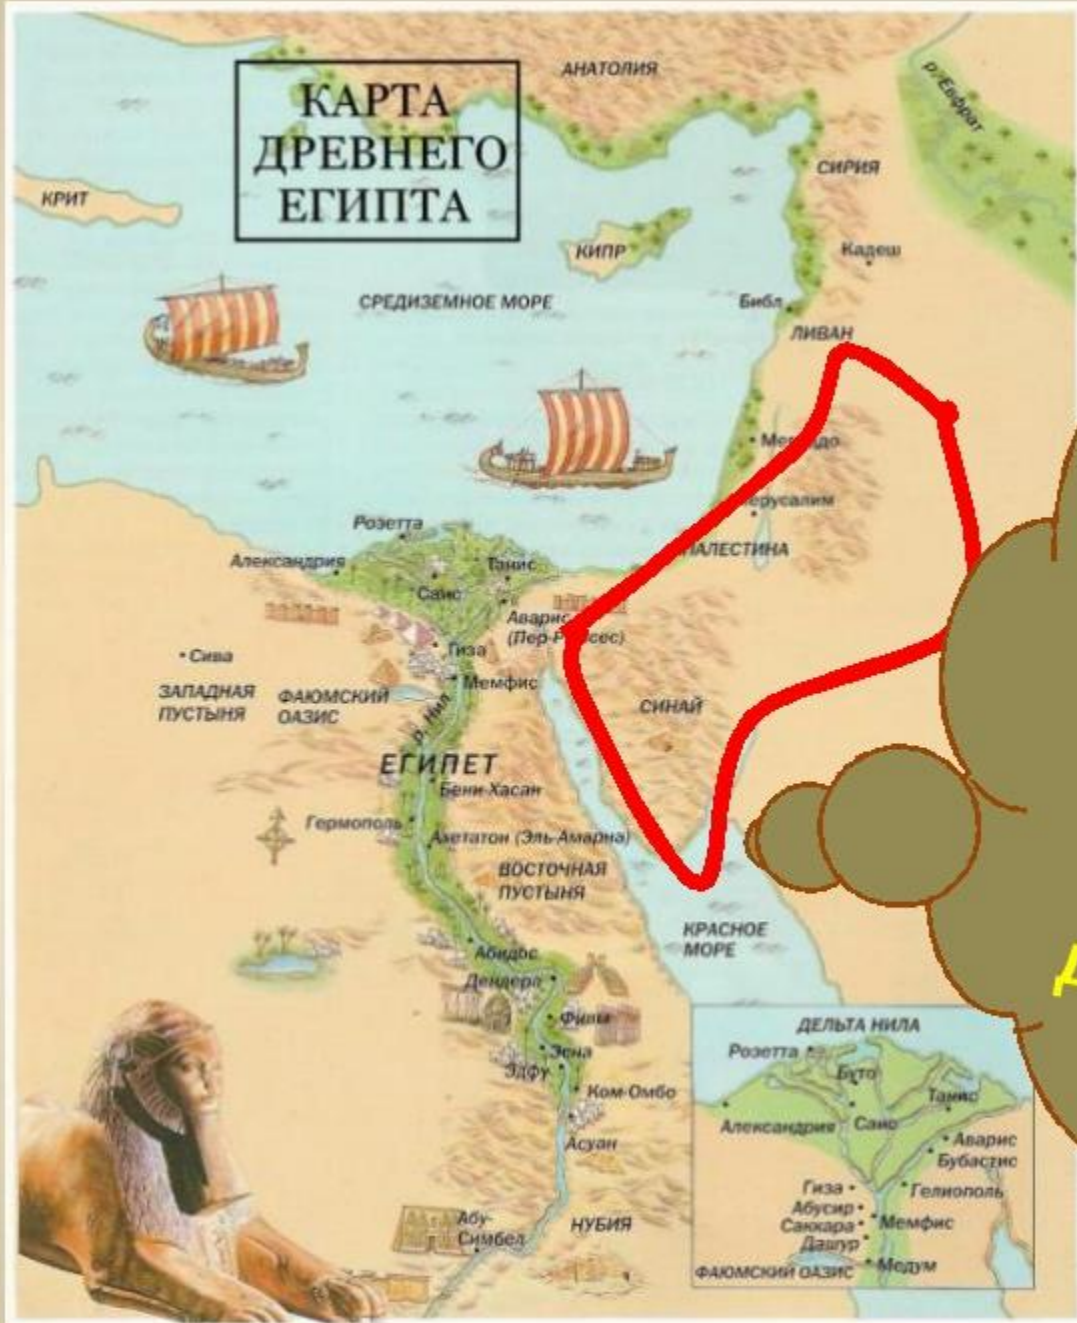 КАРТА
ДРЕВНЕГО
ЕГИПТА
АНАТОЛИЯ
р. Евфрат
СИРИЯ
КРИТ
КИПР
Кадеш
СРЕДИЗЕМНОЕ МОРЕ
Библ
ЛИВАН
Розетта
ПАЛЕСТИНА
Александрия
Танис
Саис
Аварис
Гиза
Сива
Мемфис
ЗАПАДНАЯ
ПУСТЫНЯ
ФАЮМСКИЙ
ОАЗИС
р. Нил
СИНАЙ
ЕГИПЕТ
Бени-Хасан
Гермополь
Ахетатон (Эль-Амарна)
ВОСТОЧНАЯ
ПУСТЫНЯ
КРАСНОЕ
МОРЕ
Абидос
Дендера
Фивы
Эсна
Эдфу
Ком-Омбо
Асуан
Абу-
Симбел
НУБИЯ
ДЕЛЬТА НИЛА
Розетта
Буто
Танис
Александрия
Саис
Аварис
Бубастис
Гиза
Гелиополь
Абусир
Саккара
Мемфис
Дашур
ФАЮМСКИЙ ОАЗИС
Медум
Д